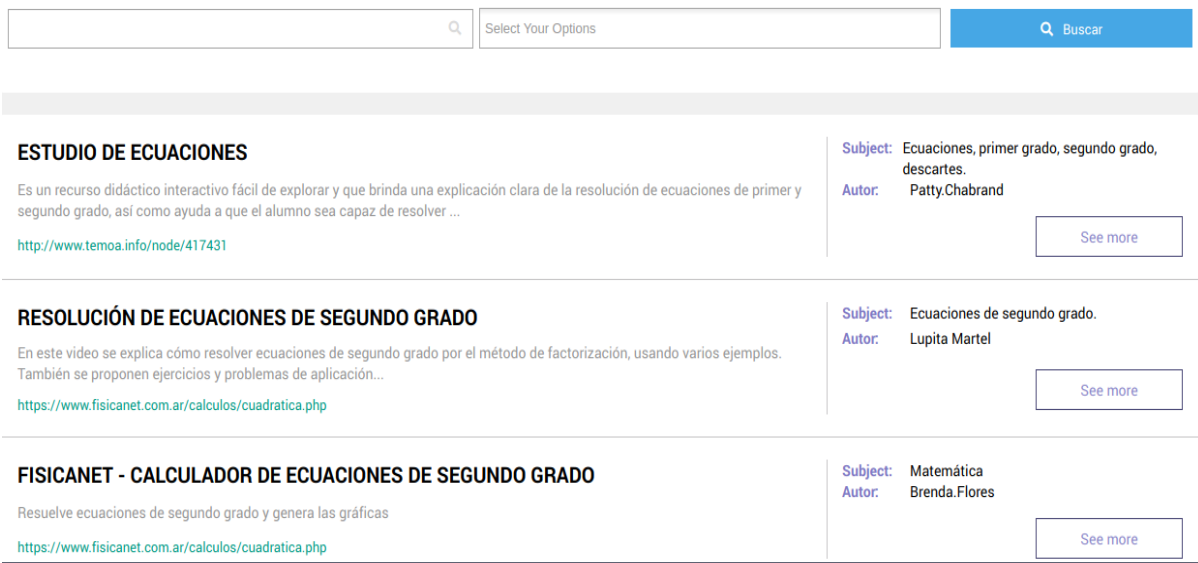 Select Your Options
Buscar
ESTUDIO DE ECUACIONES
Es un recurso didáctico interactivo fácil de explorar y que brinda una explicación clara de la resolución de ecuaciones de primer y
segundo grado, así como ayuda a que el alumno sea capaz de resolver ...
http://www.temoa.info/node/417431
Subject: Ecuaciones, primer grado, segundo grado,
descartes.
Autor: Patty.Chabrand
See more
RESOLUCIÓN DE ECUACIONES DE SEGUNDO GRADO
En este video se explica cómo resolver ecuaciones de segundo grado por el método de factorización, usando varios ejemplos.
También se proponen ejercicios y problemas de aplicación...
https://www.fisicanet.com.ar/calculos/cuadratica.php
Subject: Ecuaciones de segundo grado.
Autor: Lupita Martel
See more
FISICANET - CALCULADOR DE ECUACIONES DE SEGUNDO GRADO
Resuelve ecuaciones de segundo grado y genera las gráficas
https://www.fisicanet.com.ar/calculos/cuadratica.php
Subject: Matemática
Autor: Brenda.Flores
See more